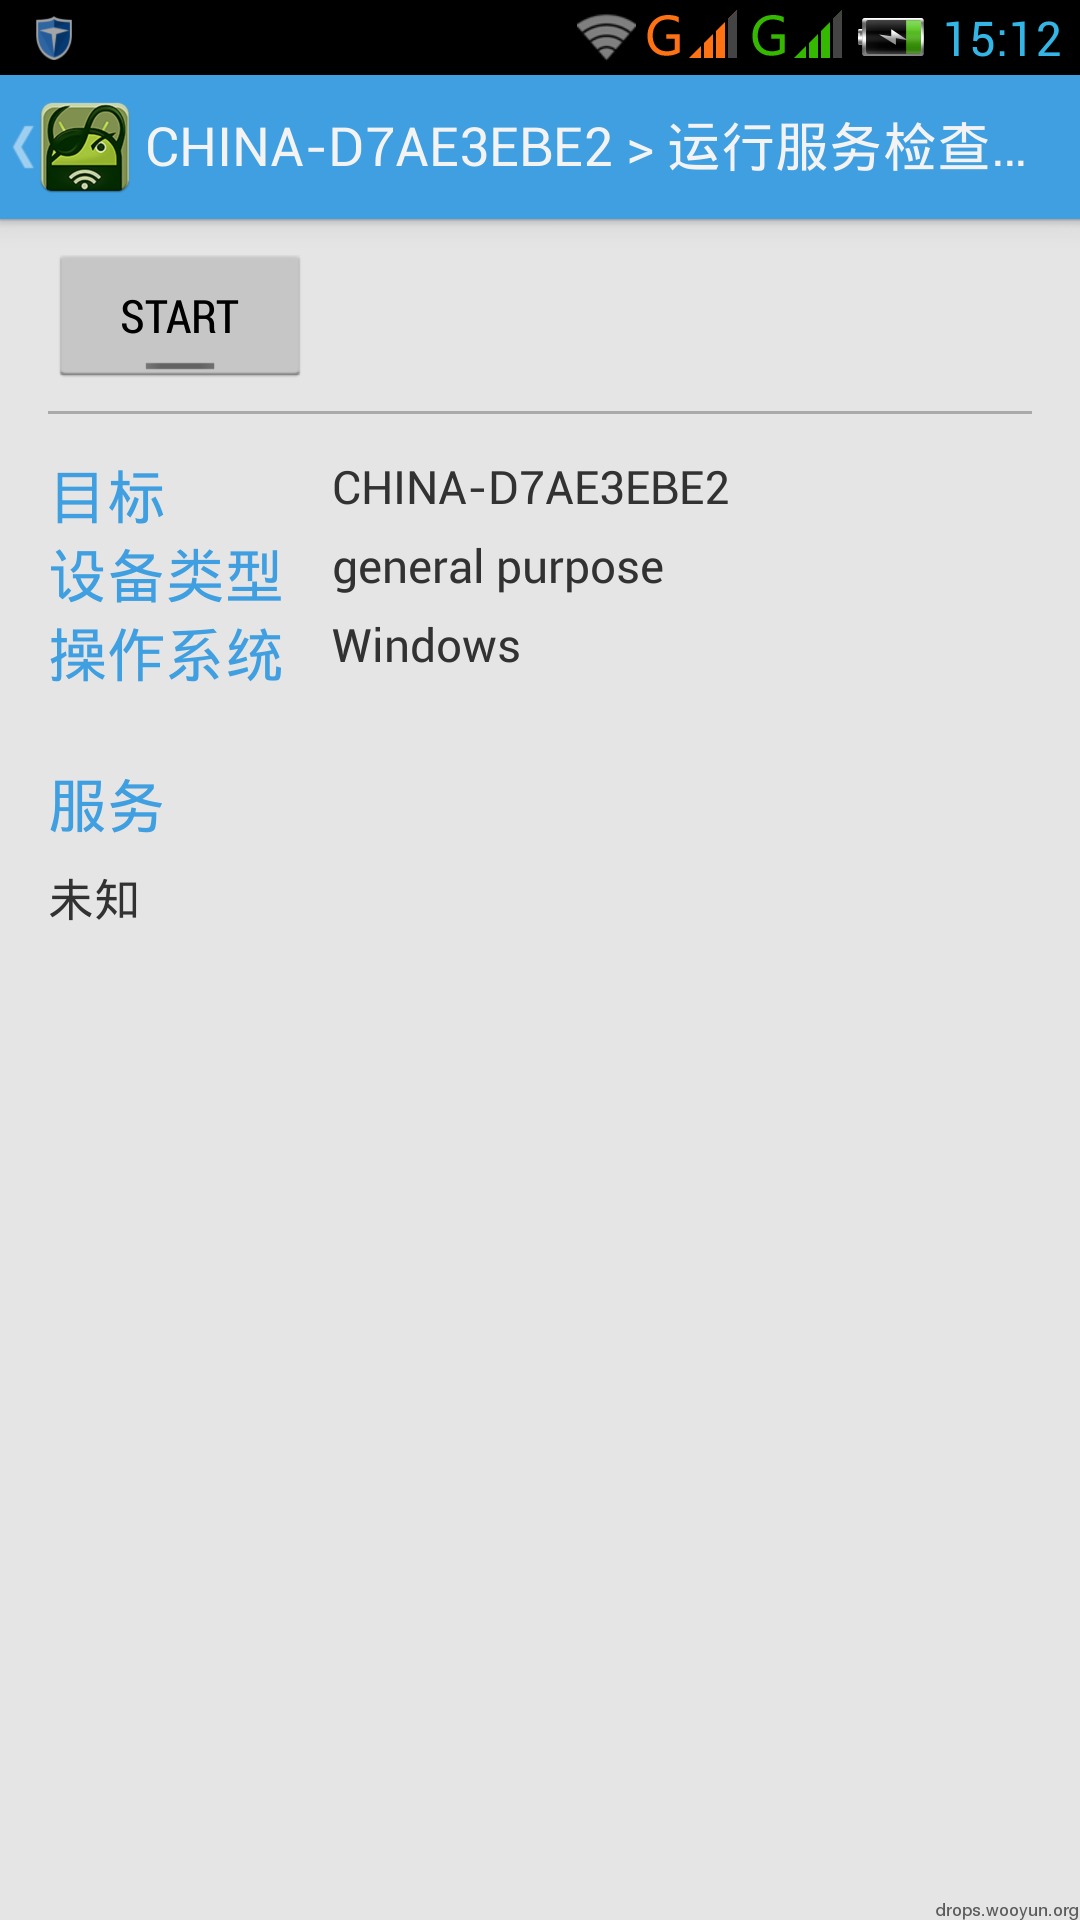 G G 15:12
CHINA-D7AE3EBE2 > 运行服务检查...
START
目标 CHINA-D7AE3EBE2
设备类型 general purpose
操作系统 Windows
服务
未知
drops.wooyun.org